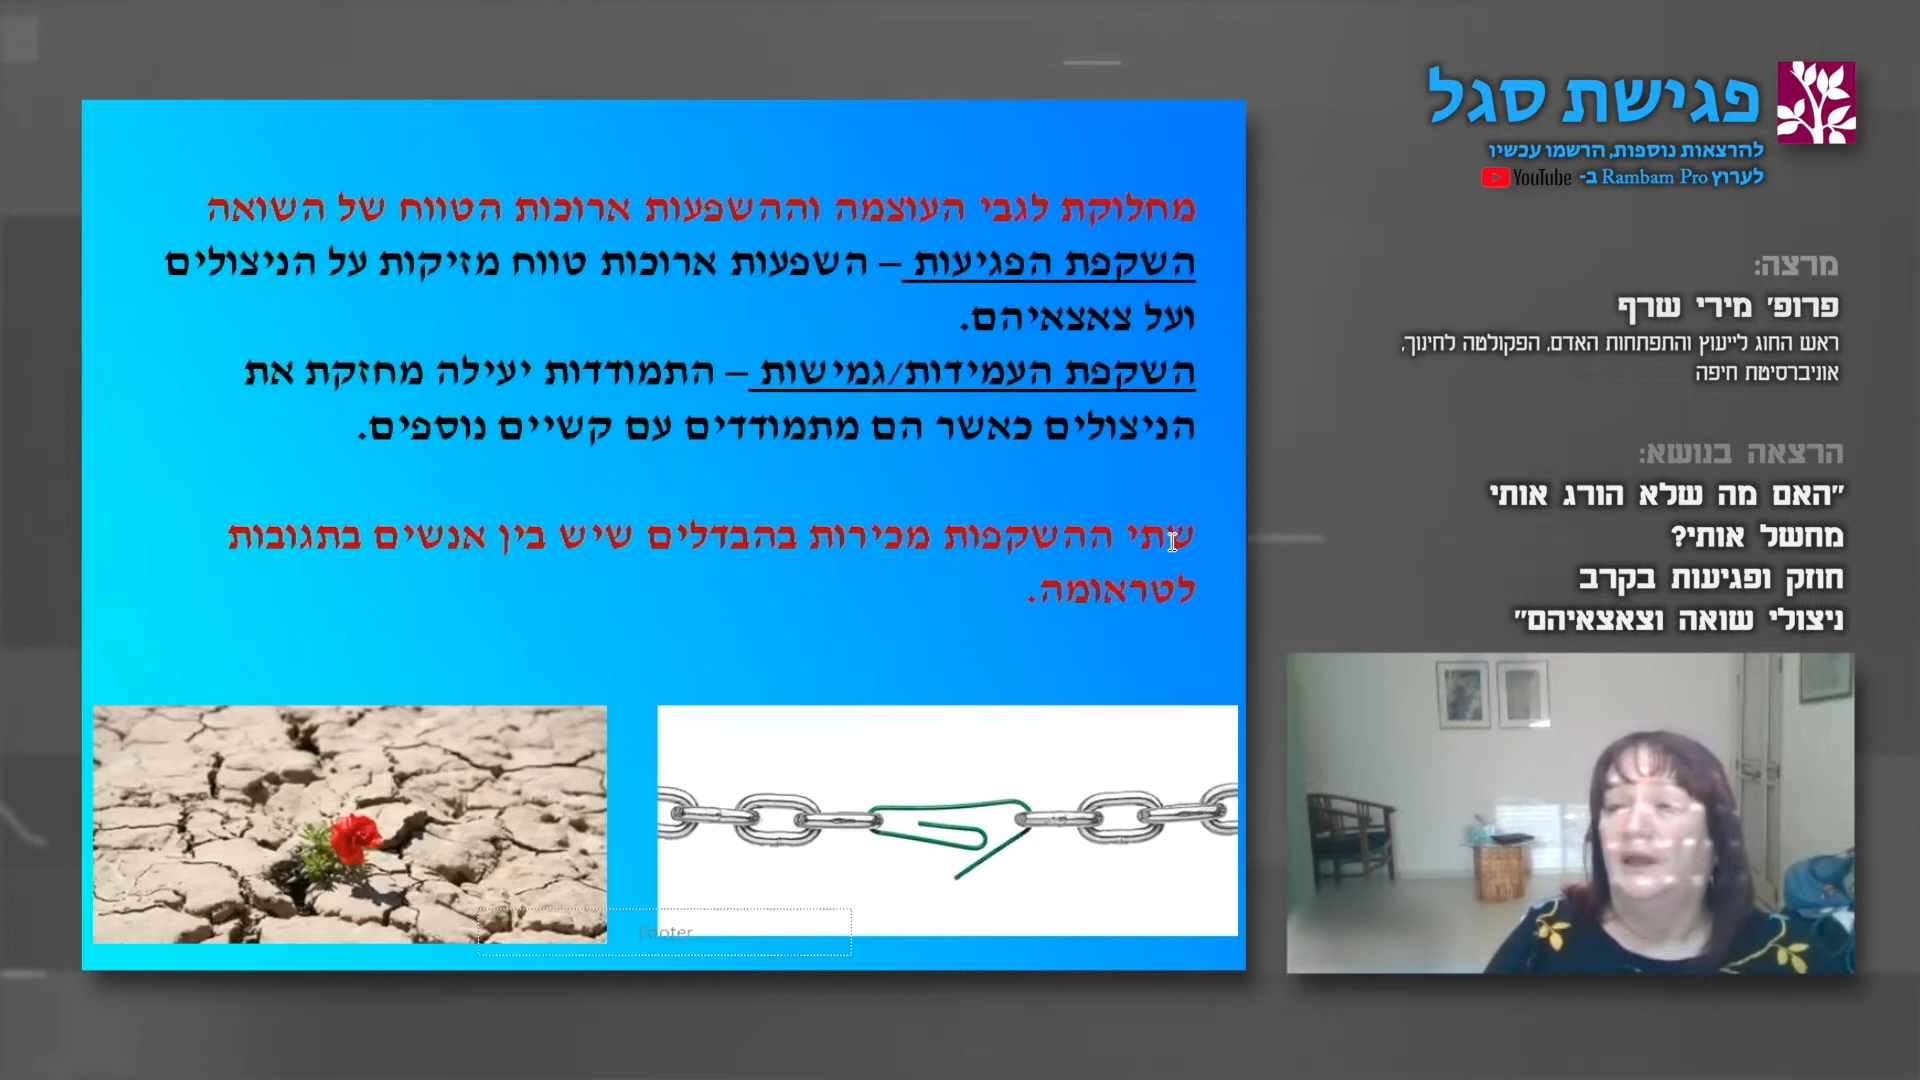 פגישת סגל
להרצאות נוספות, הרשמו עכשיו
לערוץ Rambam Pro ב- YouTube
מחלוקת לגבי העוצמה וההשפעות ארוכות הטווח של השואה
השקפת הפגיעות – השפעות ארוכות טווח מזיקות על הניצולים
ועל צאצאיהם.
השקפת העמידות/גמישות – התמודדות יעילה מחזקת את
הניצולים כאשר הם מתמודדים עם קשיים נוספים.
שתי ההשקפות מכירות בהבדלים שיש בין אנשים בתגובות
לטראומה.
Footer
מרצה:
פרופ' מירי שרף
ראש החוג לייעוץ והתפתחות האדם, הפקולטה לחינוך,
אוניברסיטת חיפה
הרצאה בנושא:
"האם מה שלא הורג אותי
מחשל אותי?
חוזק ופגיעות בקרב
ניצולי שואה וצאצאיהם"